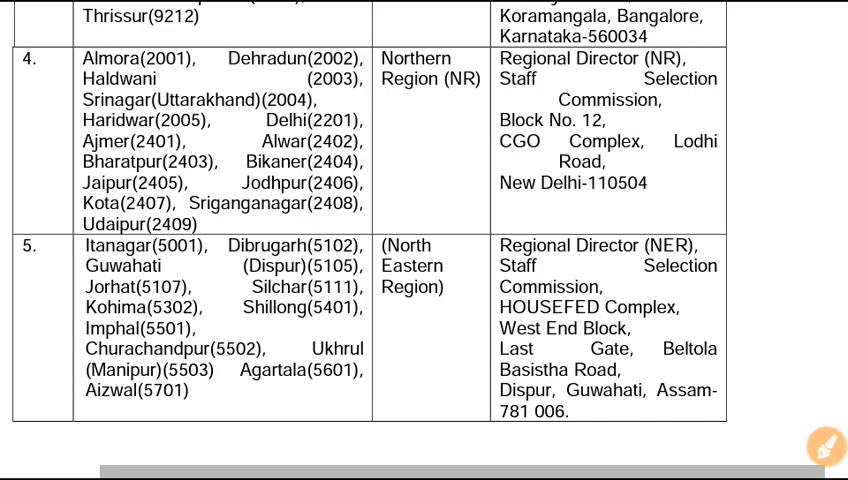 Thrissur(9212)
Koramangala, Bangalore,
Karnataka-560034
4.
Almora(2001), Dehradun(2002),
Haldwani (2003),
Srinagar(Uttarakhand)(2004),
Haridwar(2005), Delhi(2201),
Ajmer(2401), Alwar(2402),
Bharatpur(2403), Bikaner(2404),
Jaipur(2405), Jodhpur(2406),
Kota(2407), Sriganganagar(2408),
Udaipur(2409)
Northern
Region (NR)
Regional Director (NR),
Staff Selection
Commission,
Block No. 12,
CGO Complex, Lodhi
Road,
New Delhi-110504
5.
Itanagar(5001), Dibrugarh(5102),
Guwahati (Dispur)(5105),
Jorhat(5107), Silchar(5111),
Kohima(5302), Shillong(5401),
Imphal(5501),
Churachandpur(5502), Ukhrul
(Manipur)(5503) Agartala(5601),
Aizwal(5701)
(North
Eastern
Region)
Regional Director (NER),
Staff Selection
Commission,
HOUSEFED Complex,
West End Block,
Last Gate, Beltola
Basistha Road,
Dispur, Guwahati, Assam-
781 006.